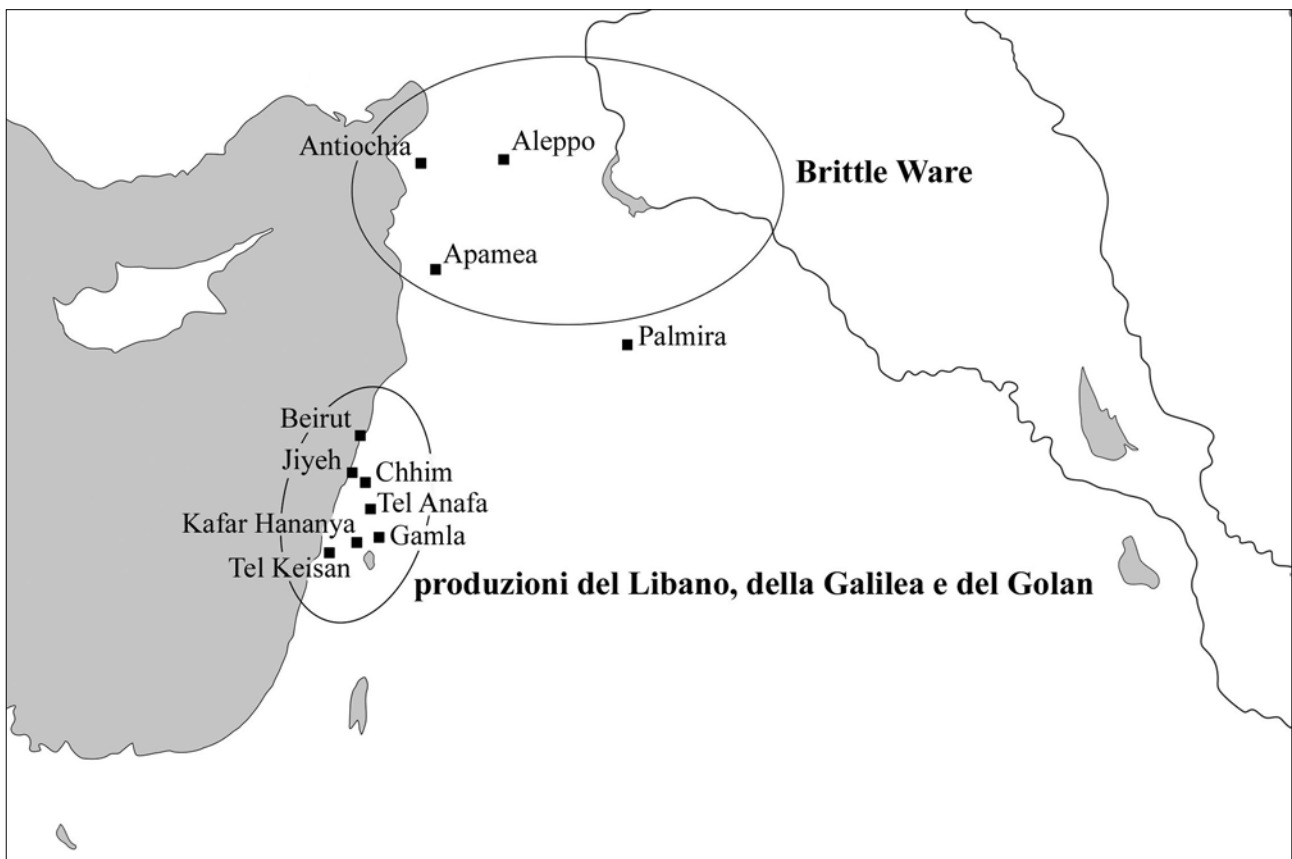 Antiochia
Aleppo
Brittle Ware
Apamea
Palmira
Beirut
Jiyeh
Chhim
Tel Anafa
Kafar Hananya
Gamla
Tel Keisan
produzioni del Libano, della Galilea e del Golan